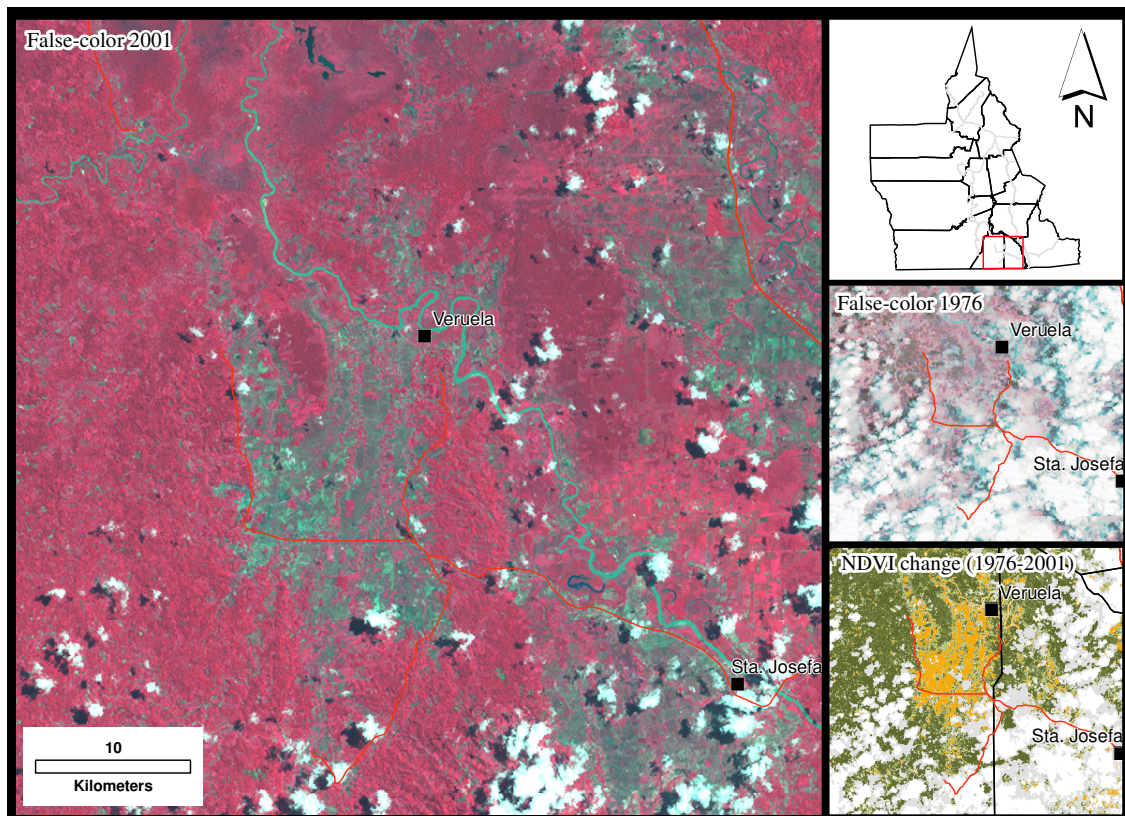 False-color 2001
Veruela
Sta. Josefa
10
Kilometers
N
False-color 1976
Veruela
Sta. Josefa
NDVI change (1976-2001)
Veruela
Sta. Josefa